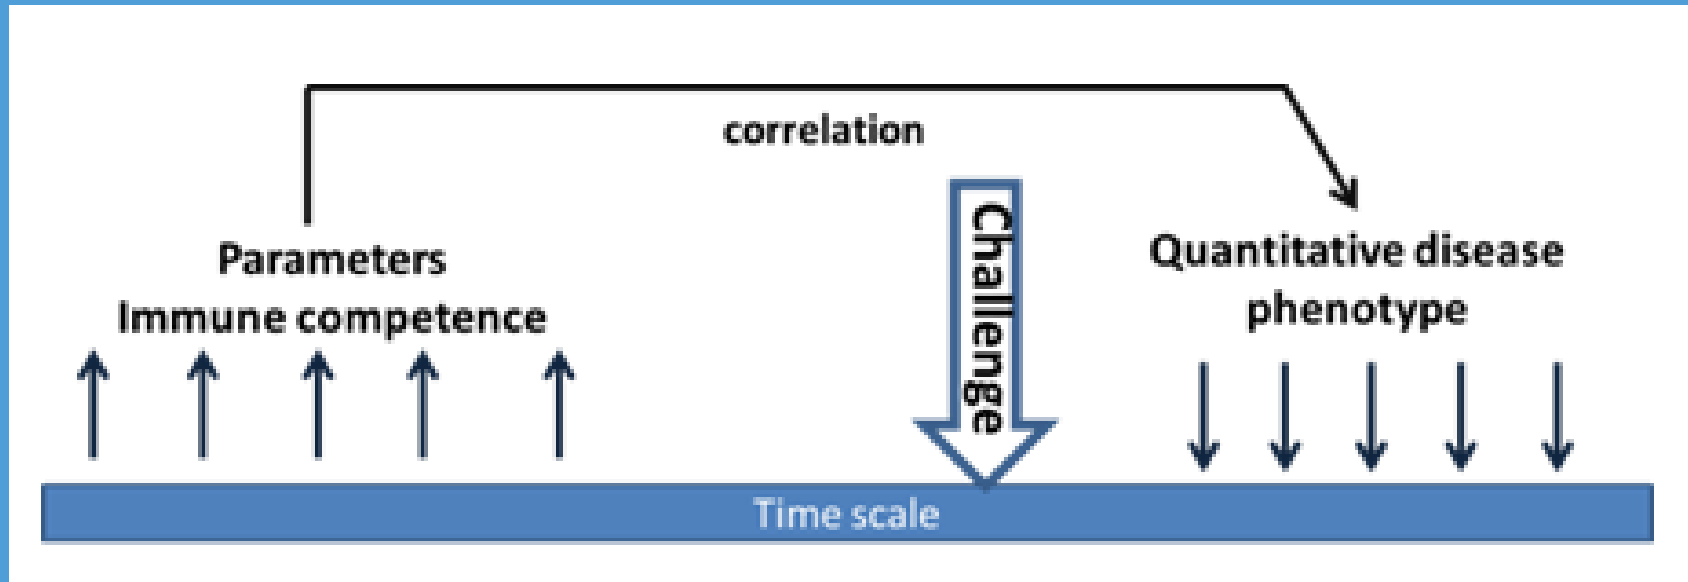 correlation
Challenge
Parameters
Immune competence
Quantitative disease
phenotype
Time scale